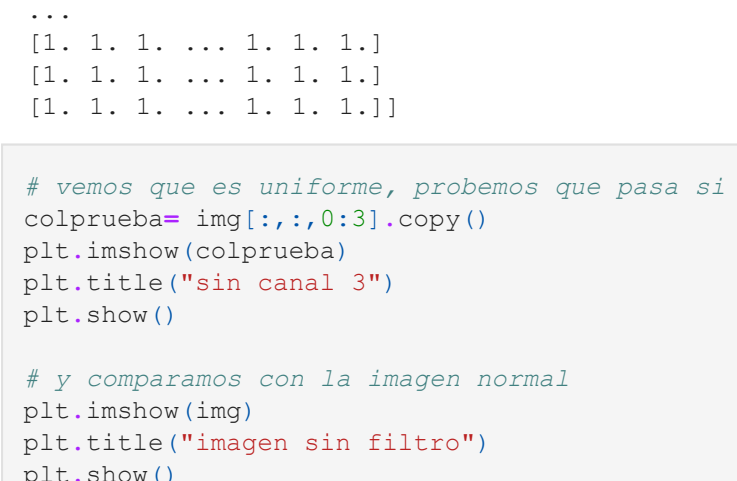 ...
[1. 1. 1. ... 1. 1. 1.]
[1. 1. 1. ... 1. 1. 1.]
[1. 1. 1. ... 1. 1. 1.]]
# vemos que es uniforme, probemos que pasa si
colprueba= img[:,:,0:3].copy()
plt.imshow(colprueba)
plt.title("sin canal 3")
plt.show()
# y comparamos con la imagen normal
plt.imshow(img)
plt.title("imagen sin filtro")
plt.show()